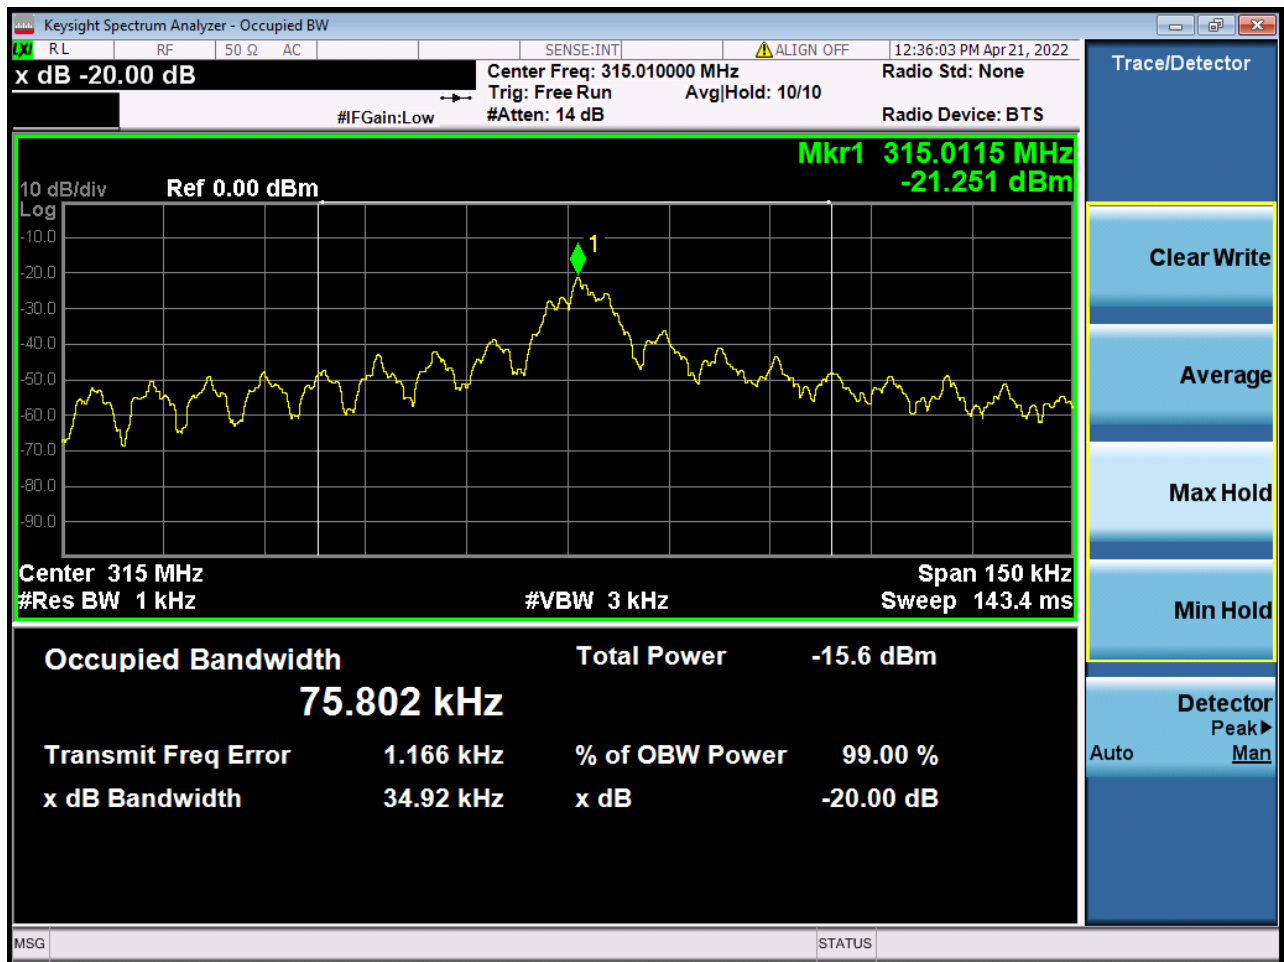 Keysight Spectrum Analyzer - Occupied BW
LXI RL RF 50 Ω AC SENSE:INT ALIGN OFF 12:36:03 PM Apr 21, 2022
x dB -20.00 dB
Center Freq: 315.010000 MHz Radio Std: None
Trig: Free Run Avg|Hold: 10/10
#IFGain:Low #Atten: 14 dB Radio Device: BTS
Mkr1 315.0115 MHz
-21.251 dBm
10 dB/div Ref 0.00 dBm
Log
1
-10.0
-20.0
-30.0
-40.0
-50.0
-60.0
-70.0
-80.0
-90.0
Center 315 MHz Span 150 kHz
#Res BW 1 kHz #VBW 3 kHz Sweep 143.4 ms
Occupied Bandwidth Total Power -15.6 dBm
75.802 kHz
Transmit Freq Error 1.166 kHz % of OBW Power 99.00 %
x dB Bandwidth 34.92 kHz x dB -20.00 dB
MSG STATUS
Trace/Detector
Clear Write
Average
Max Hold
Min Hold
Detector
Peak▶
Auto Man